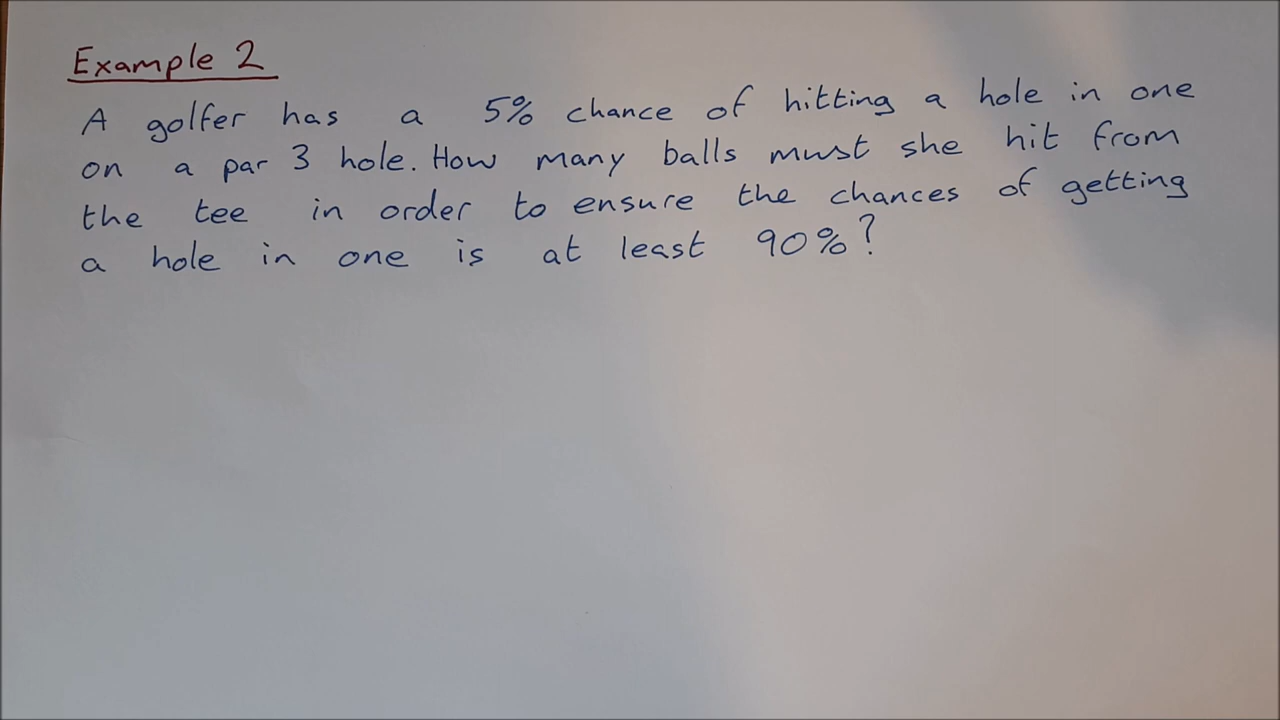 Example 2
A golfer has a 5% chance of hitting a hole in one
on a par 3 hole. How many balls must she hit from
the tee in order to ensure the chances of getting
a hole in one is at least 90%?